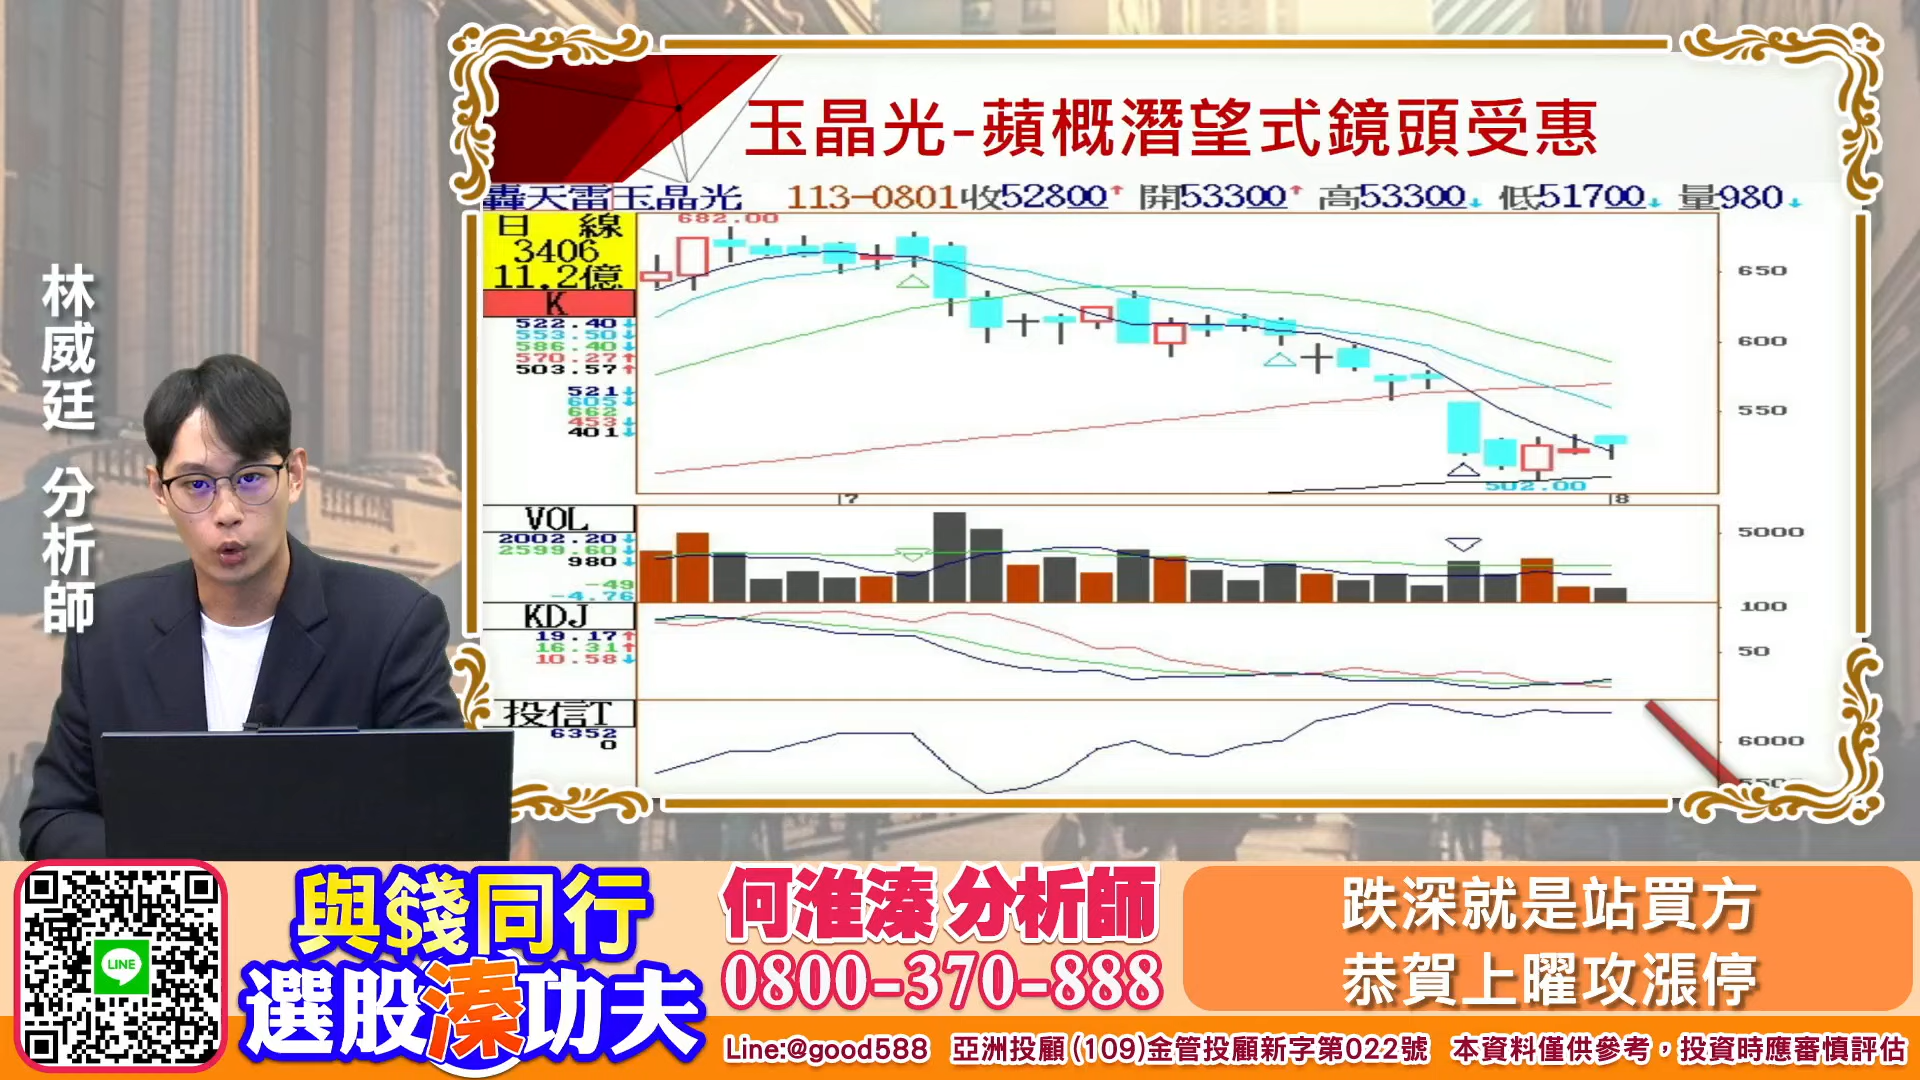 玉晶光-蘋概潛望式鏡頭受惠
轟天雷玉晶光 113-0801收52800↑ 開53300↑ 高53300↓ 低51700↓ 量980↓
日 線
3406
11.2億
K
522.40↓
553.50↓
586.40↓
570.27↑
503.57↑
521↓
605↓
662
453↓
401↓
682.00
650
600
550
502.00
7
8
VOL
2002.20↓
2599.60↓
980↓
-49
-4.76
5000
KDJ
19.17↑
16.31↑
10.58↓
100
50
投信T
6352
0
6000
林威廷 分析師
LINE
與$錢同行
選股溱功夫
何淮溱 分析師
0800-370-888
跌深就是站買方
恭賀上曜攻漲停
Line:@good588 亞洲投顧 (109)金管投顧新字第022號 本資料僅供參考，投資時應審慎評估